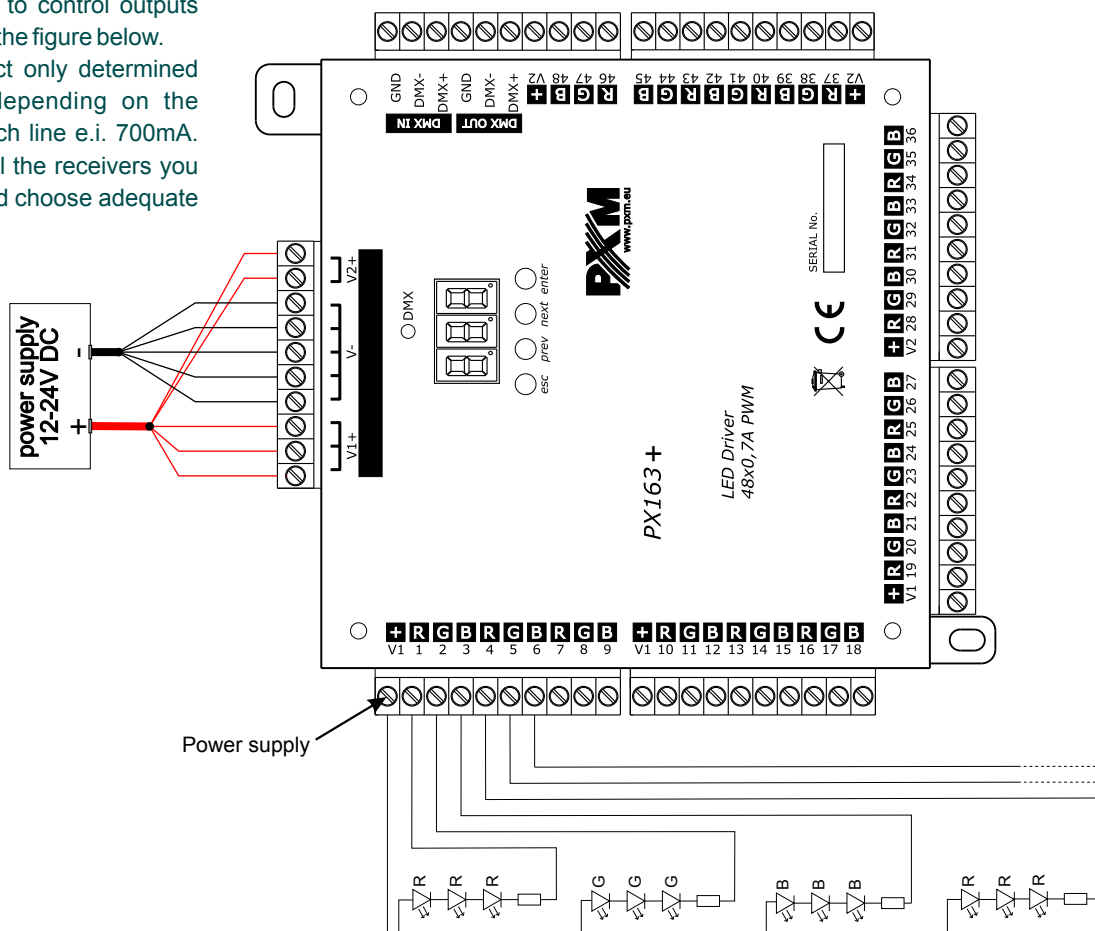 to control outputs
the figure below.
ct only determined
depending on the
ch line e.i. 700mA.
l the receivers you
d choose adequate
GND DMX- DMX+ GND DMX- DMX+ V2 48 47 46
+ B G R
DMX IN DMX OUT
45 44 43 42 41 40 39 38 37 V2
B G R B G R B G R +
power supply
12-24V DC
- +
V2+
V-
V1+
DMX
esc prev next enter
PXM
www.pxm.eu
SERIAL No.
CE
PX163+
LED Driver
48x0,7A PWM
B 36
G 35
R 34
B 33
G 32
R 31
B 30
G 29
R 28
+ V2
B 27
G 26
R 25
B 24
G 23
R 22
B 21
G 20
R 19
+ V1
+ R G B R G B R G B
V1 1 2 3 4 5 6 7 8 9
+ R G B R G B R G B
V1 10 11 12 13 14 15 16 17 18
Power supply
R R R
G G G
B B B
R R R